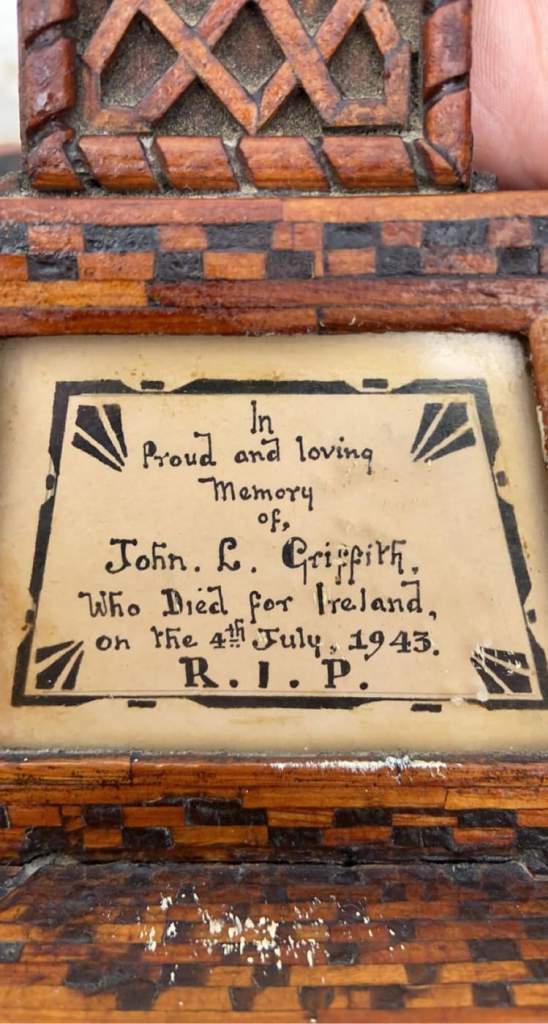 In
Proud and loving
Memory
of,
John. L. Griffith,
Who Died for Ireland,
on the 4th July, 1943.
R.I.P.